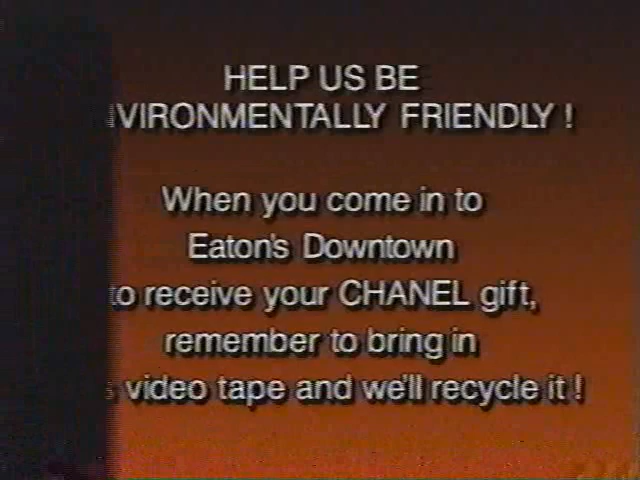 HELP US BE
VIRONMENTALLY FRIENDLY !
When you come in to
Eaton's Downtown
to receive your CHANEL gift,
remember to bring in
video tape and we'll recycle it !